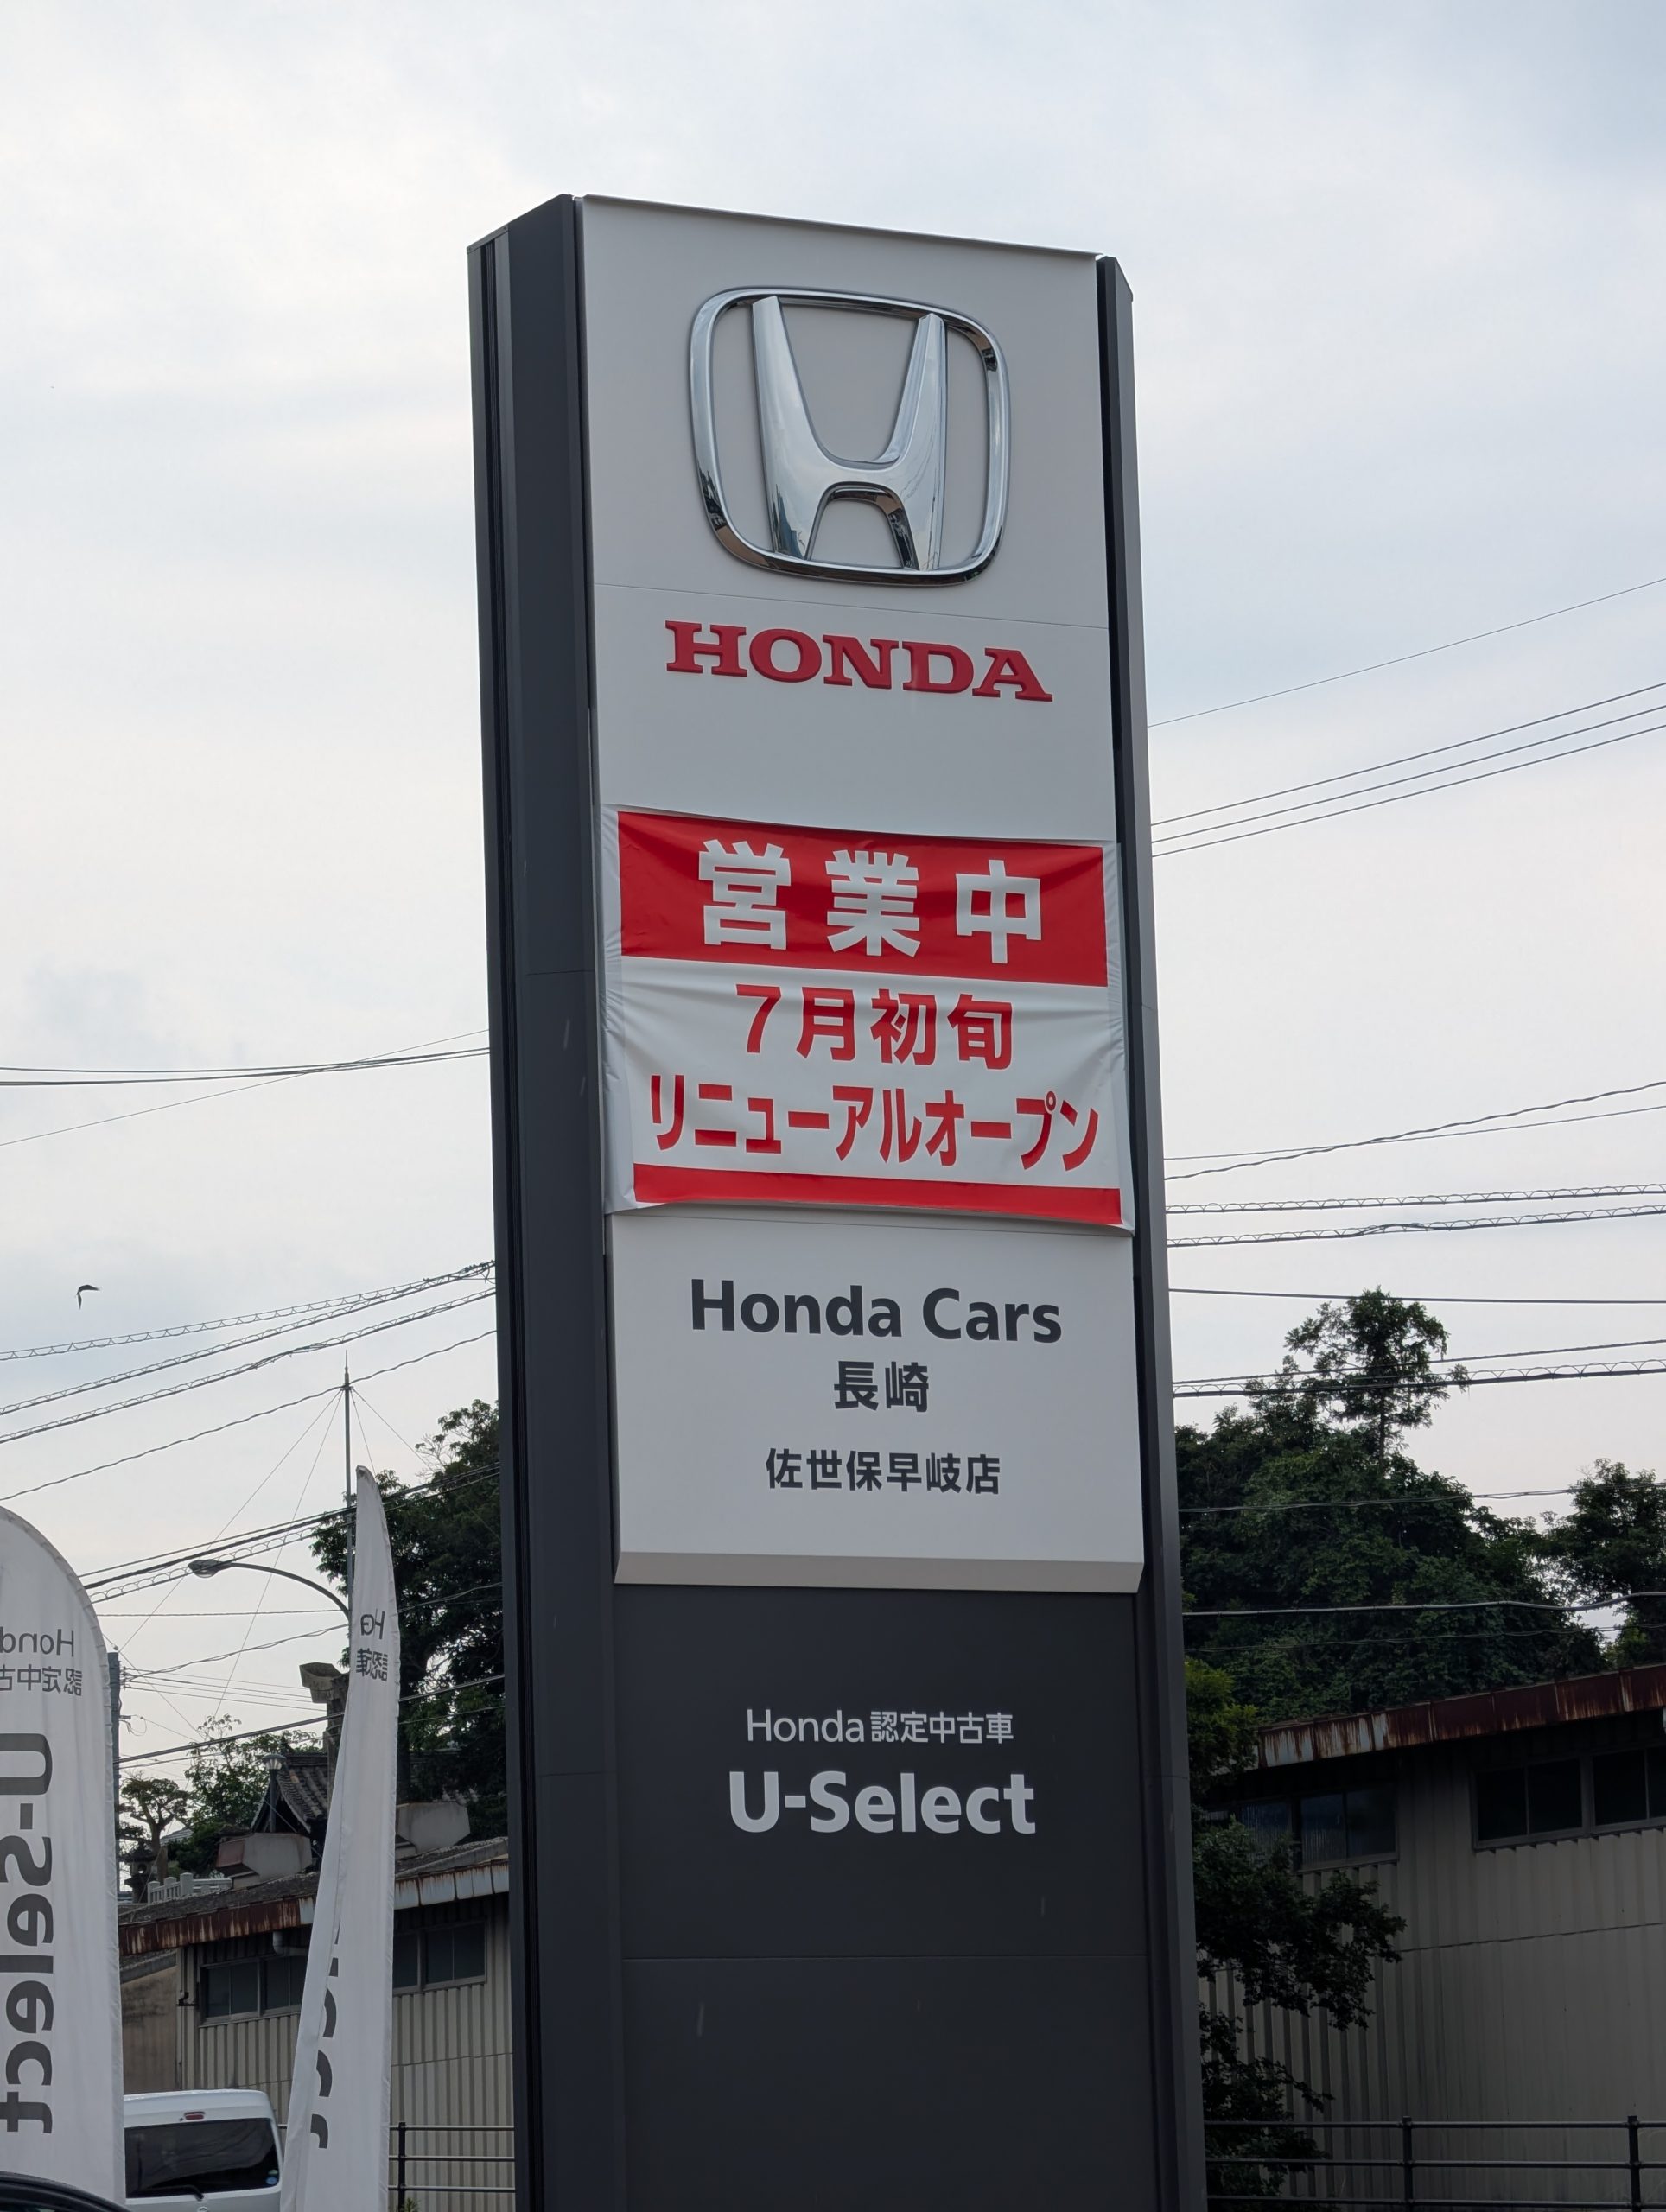 HONDA
営業中
7月初旬
リニューアルオープン
Honda Cars
長崎
佐世保早岐店
Honda認定中古車
U-Select
U-Select